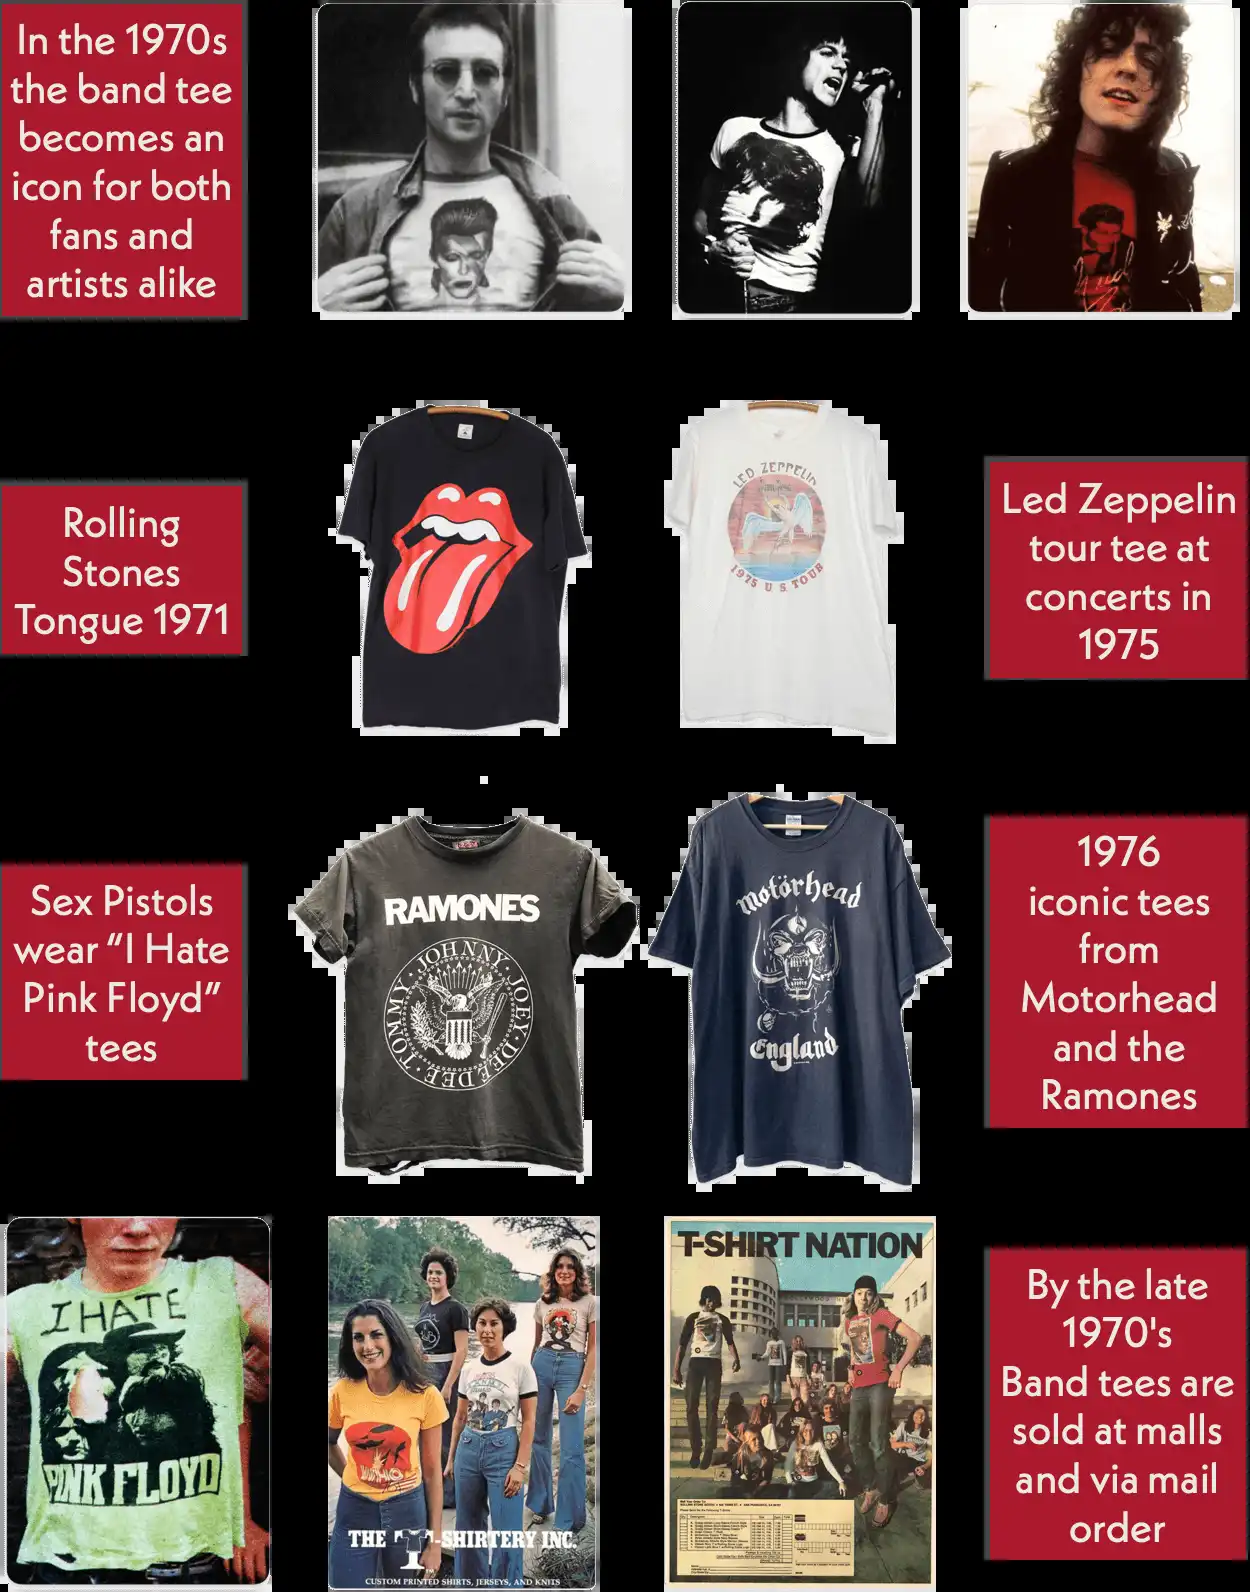 In the 1970s
the band tee
becomes an
icon for both
fans and
artists alike
Rolling
Stones
Tongue 1971
LED ZEPPELIN
1975 U.S. TOUR
Led Zeppelin
tour tee at
concerts in
1975
Sex Pistols
wear “I Hate
Pink Floyd”
tees
RAMONES
JOHNNY · JOEY · DEEDEE · TOMMY
motörhead
England
1976
iconic tees
from
Motorhead
and the
Ramones
I HATE
PINK FLOYD
THE T-SHIRTERY INC.
CUSTOM PRINTED SHIRTS, JERSEYS, AND KNITS
T-SHIRT NATION
By the late
1970's
Band tees are
sold at malls
and via mail
order